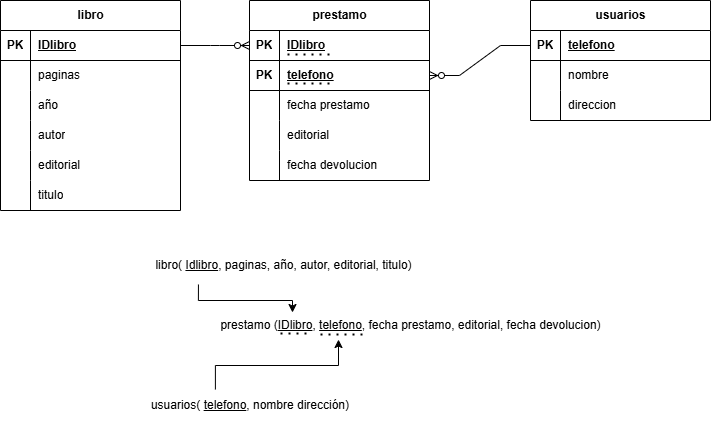 libro
PK IDlibro
paginas
año
autor
editorial
titulo
prestamo
PK IDlibro
PK telefono
fecha prestamo
editorial
fecha devolucion
usuarios
PK telefono
nombre
direccion
libro( Idlibro, paginas, año, autor, editorial, titulo)
prestamo (IDlibro, telefono, fecha prestamo, editorial, fecha devolucion)
usuarios( telefono, nombre dirección)